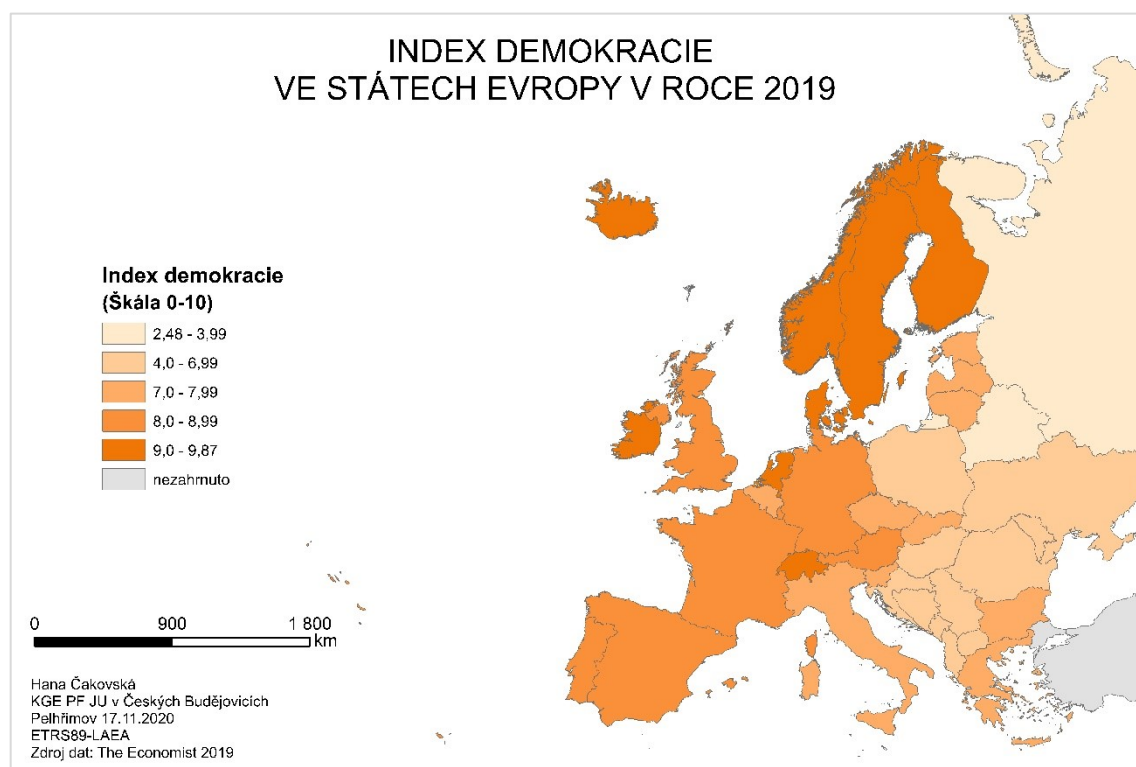 INDEX DEMOKRACIE
VE STÁTECH EVROPY V ROCE 2019
Index demokracie
(Škála 0-10)
2,48 - 3,99
4,0 - 6,99
7,0 - 7,99
8,0 - 8,99
9,0 - 9,87
nezahrnuto
0 900 1 800
km
Hana Čakovská
KGE PF JU v Českých Budějovicích
Pelhřimov 17.11.2020
ETRS89-LAEA
Zdroj dat: The Economist 2019